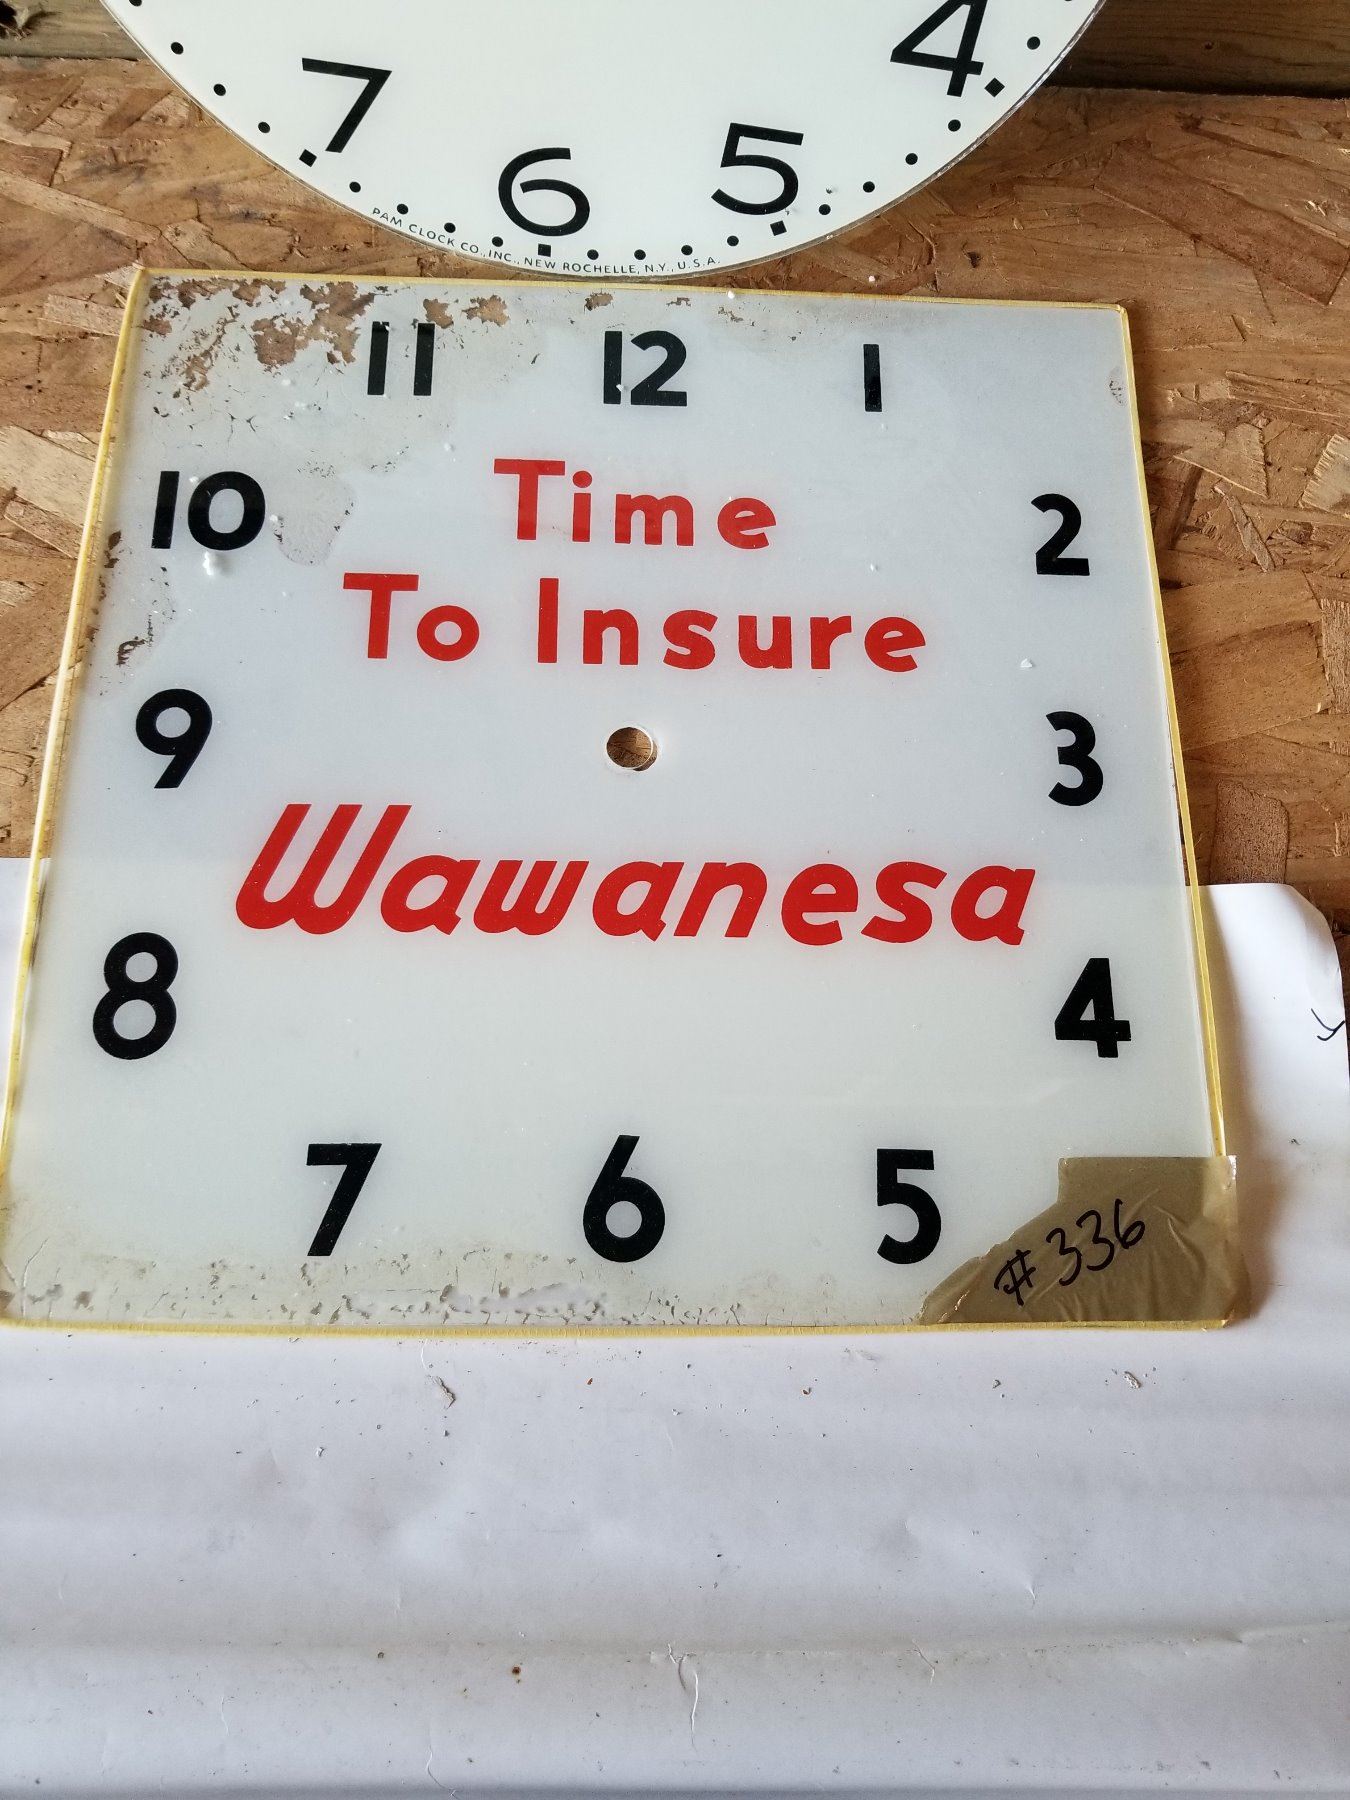 4
7
5
6
PAM CLOCK CO., INC., NEW ROCHELLE, N.Y., U.S.A.
11 12 1
10 Time 2
To Insure
9 3
Wawanesa
8 4
7 6 5
#336